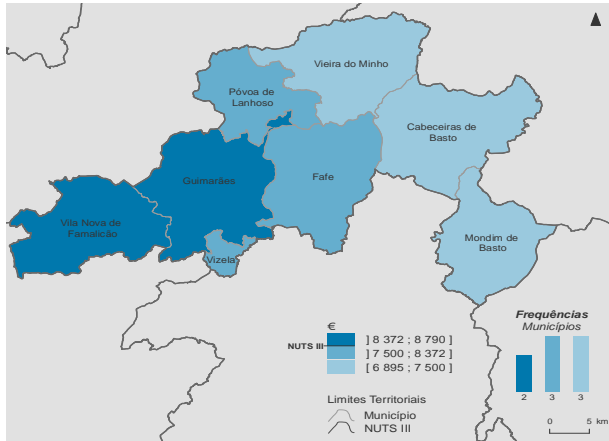 Vieira do Minho
Póvoa de
Lanhoso
Cabeceiras de
Basto
Guimarães
Fafe
Vila Nova de
Famalicão
Mondim de
Basto
Vizela
€
NUTS III
] 8 372 ; 8 790 ]
] 7 500 ; 8 372 ]
[ 6 895 ; 7 500 ]
Limites Territoriais
Município
NUTS III
Frequências
Municípios
2 3 3
0 5 km